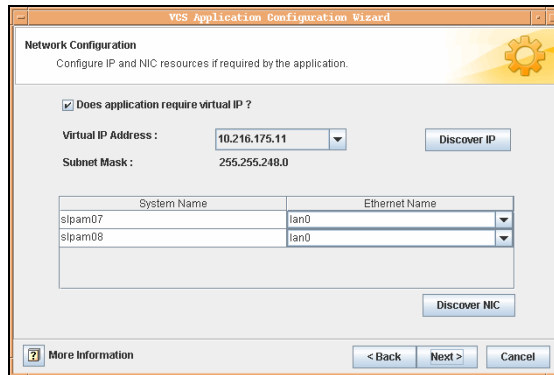 VCS Application Configuration Wizard
Network Configuration
Configure IP and NIC resources if required by the application.
Does application require virtual IP ?
Virtual IP Address : 10.216.175.11 Discover IP
Subnet Mask : 255.255.248.0
System Name Ethernet Name
slpam07 lan0
slpam08 lan0
Discover NIC
? More Information < Back Next > Cancel